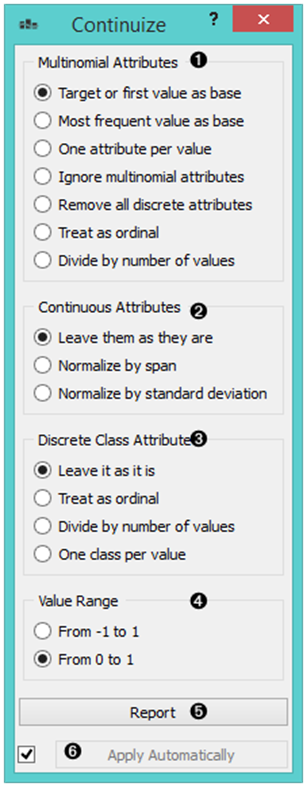 Continuize ? x
Multinomial Attributes ❶
Target or first value as base
Most frequent value as base
One attribute per value
Ignore multinomial attributes
Remove all discrete attributes
Treat as ordinal
Divide by number of values
Continuous Attributes ❷
Leave them as they are
Normalize by span
Normalize by standard deviation
Discrete Class Attribute ❸
Leave it as it is
Treat as ordinal
Divide by number of values
One class per value
Value Range ❹
From -1 to 1
From 0 to 1
Report ❺
❻ Apply Automatically